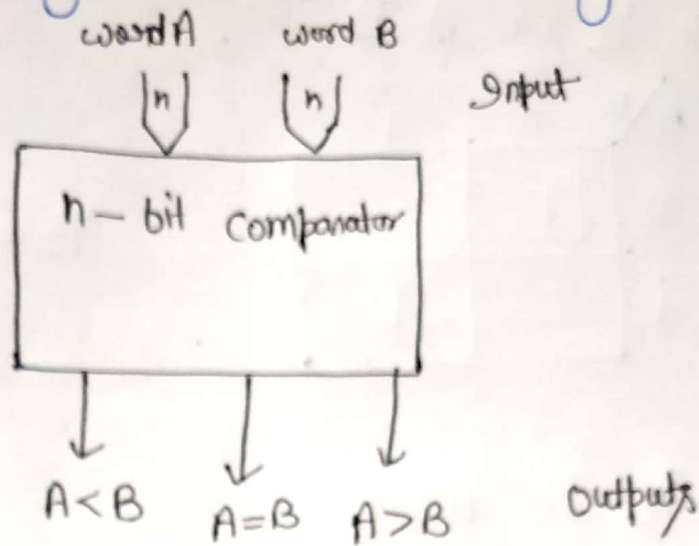 word A word B
n n Input
n - bit Comparator
A<B A=B A>B Outputs